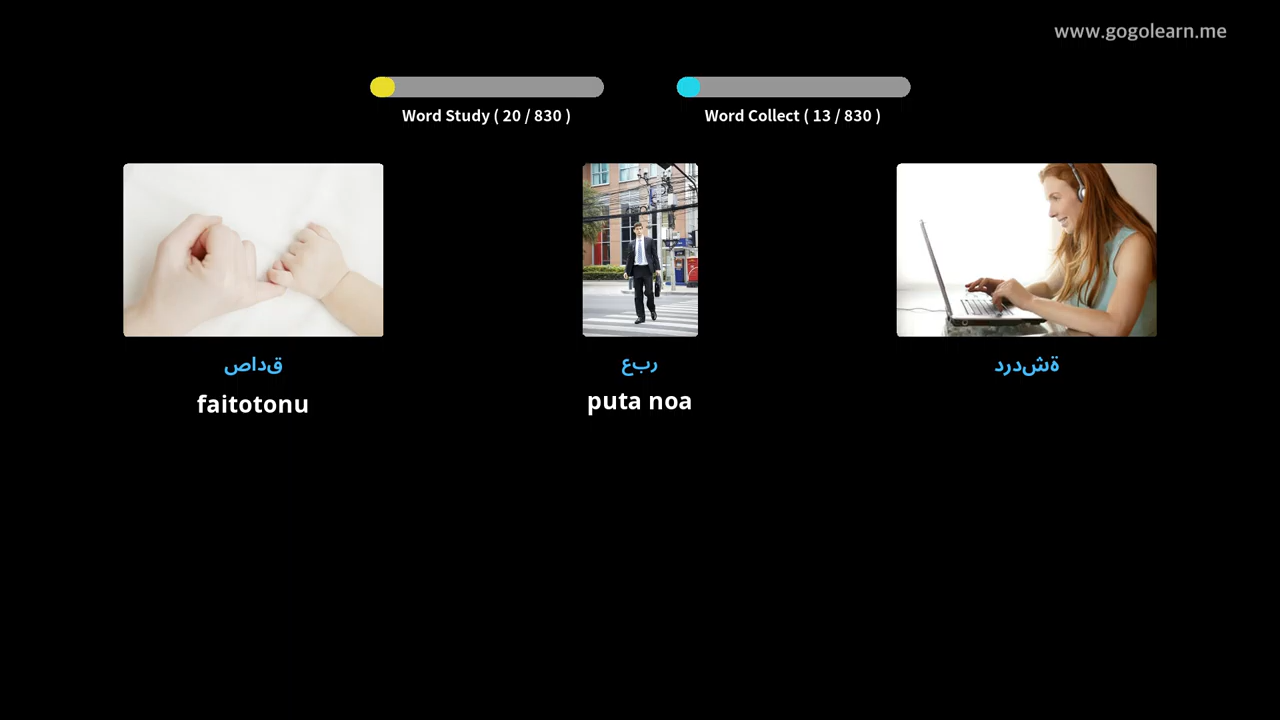 www.gogolearn.me
Word Study ( 20 / 830 )
Word Collect ( 13 / 830 )
قداص
faitotonu
ربع
puta noa
ةشدرد